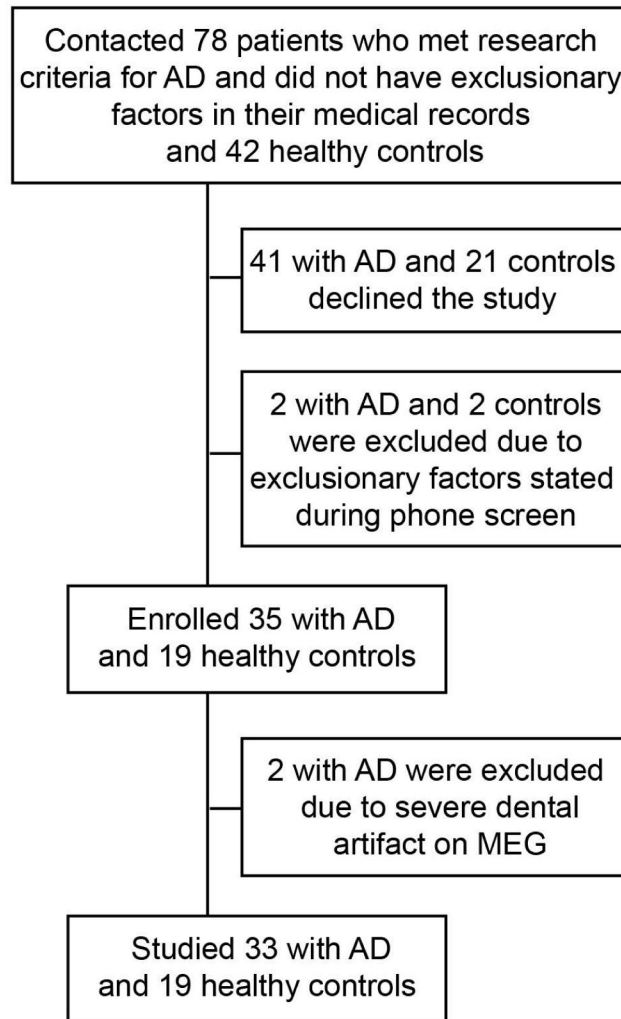 Contacted 78 patients who met research
criteria for AD and did not have exclusionary
factors in their medical records
and 42 healthy controls
41 with AD and 21 controls
declined the study
2 with AD and 2 controls
were excluded due to
exclusionary factors stated
during phone screen
Enrolled 35 with AD
and 19 healthy controls
2 with AD were excluded
due to severe dental
artifact on MEG
Studied 33 with AD
and 19 healthy controls